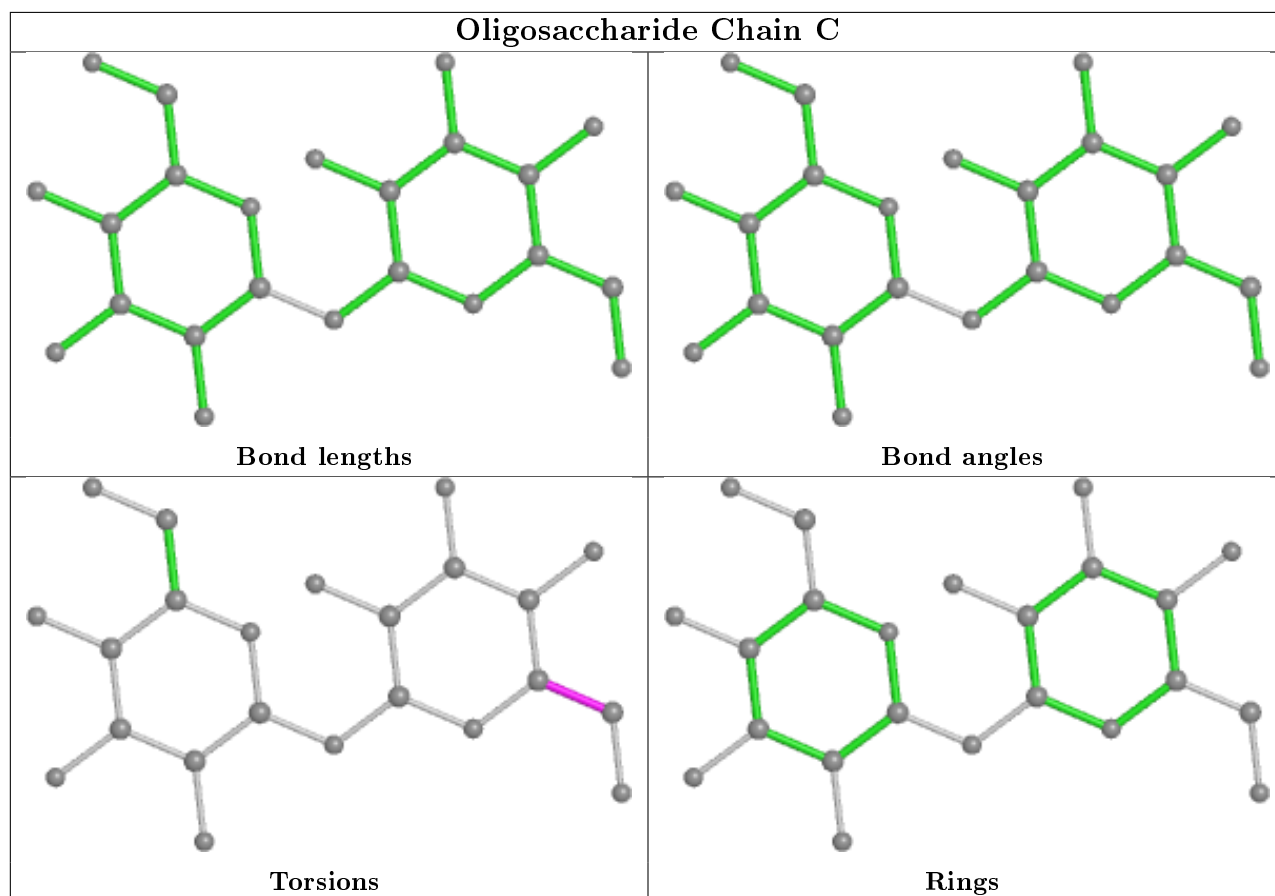 Oligosaccharide Chain C
Bond lengths
Bond angles
Torsions
Rings